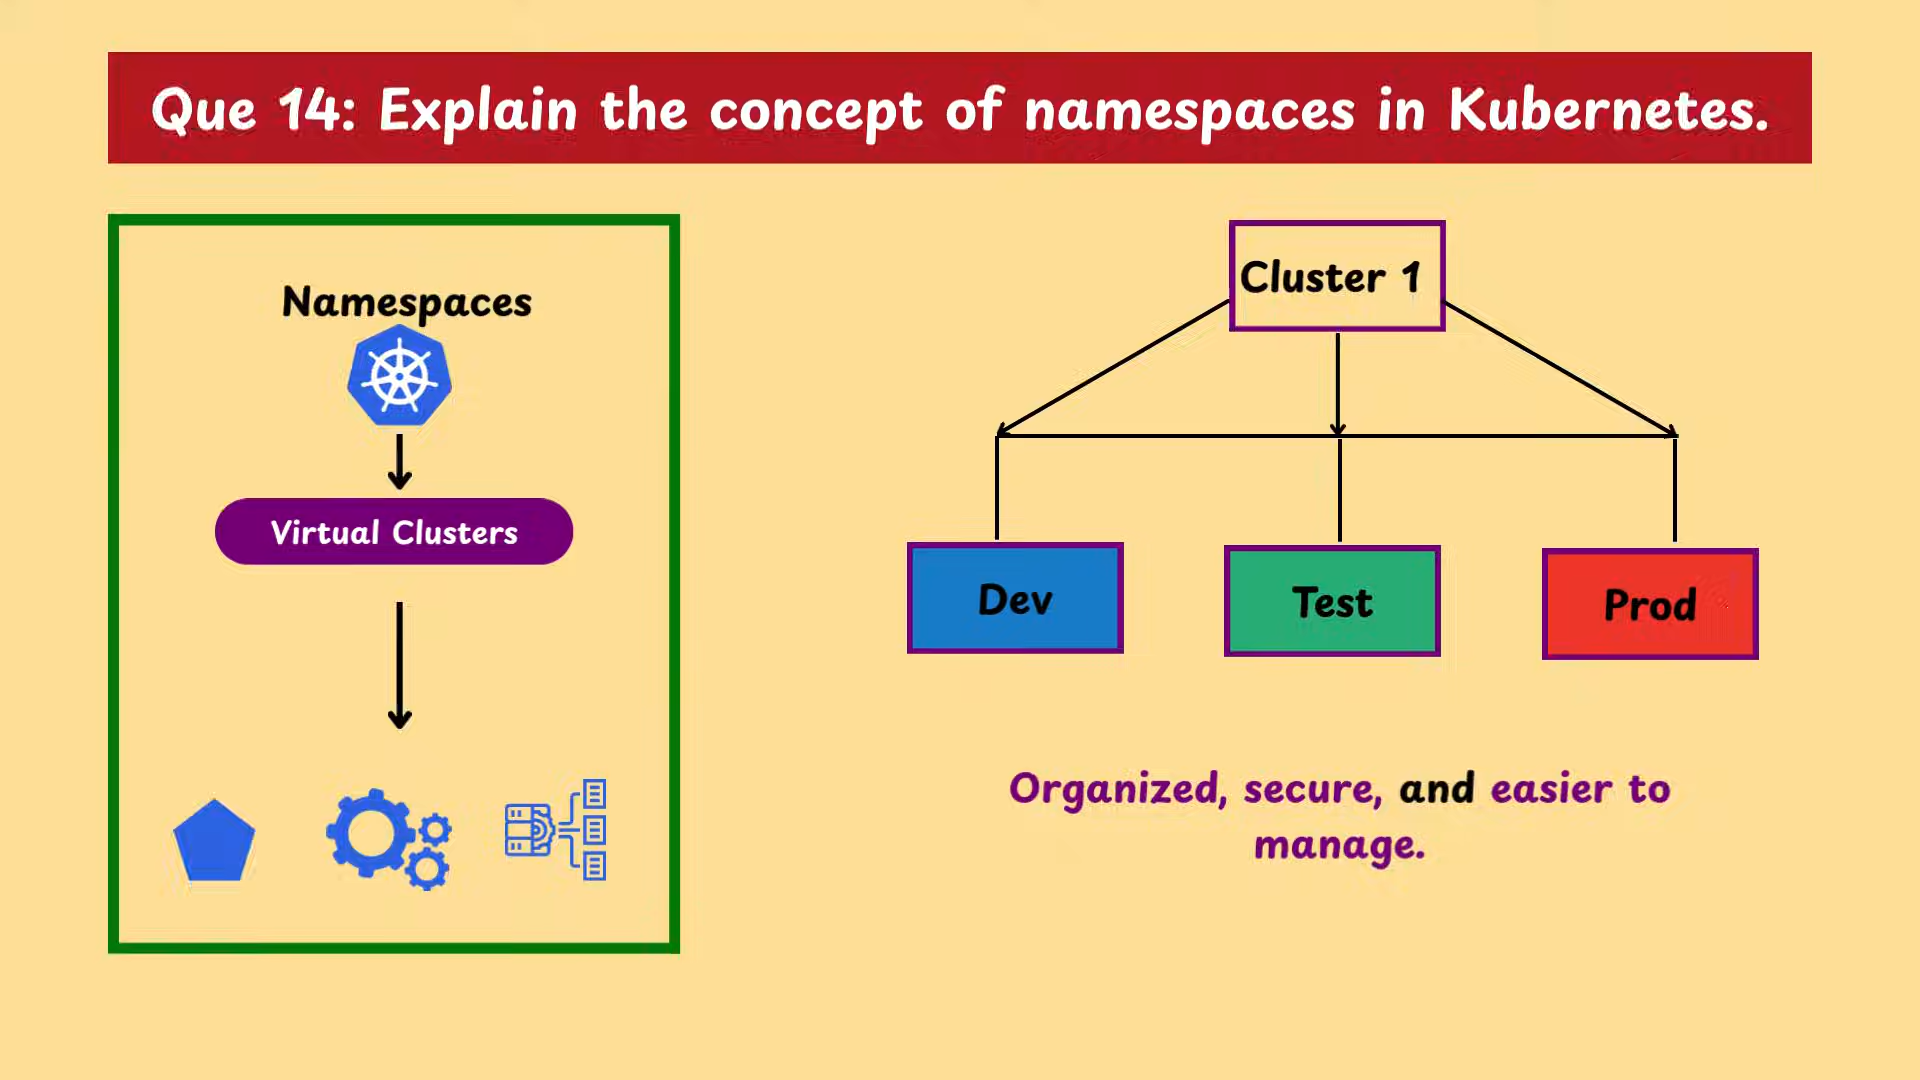 Que 14: Explain the concept of namespaces in Kubernetes.
Namespaces
Virtual Clusters
Cluster 1
Dev
Test
Prod
Organized, secure, and easier to
manage.